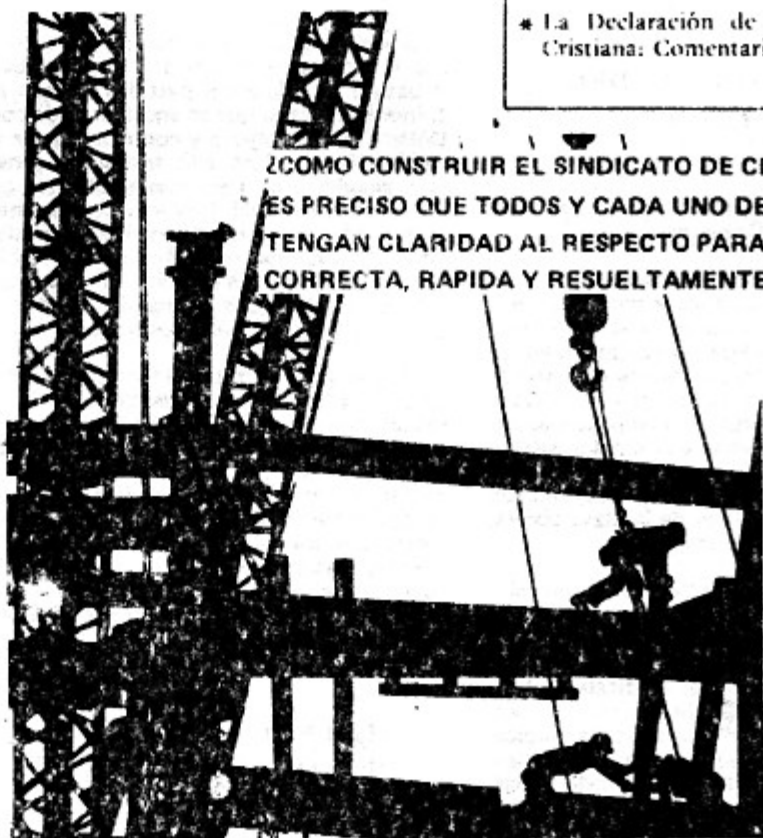 * La Declaración de
Cristiana: Comentar
¿COMO CONSTRUIR EL SINDICATO DE
ES PRECISO QUE TODOS Y CADA UNO DE
TENGAN CLARIDAD AL RESPECTO PARA
CORRECTA, RAPIDA Y RESUELTAMENTE